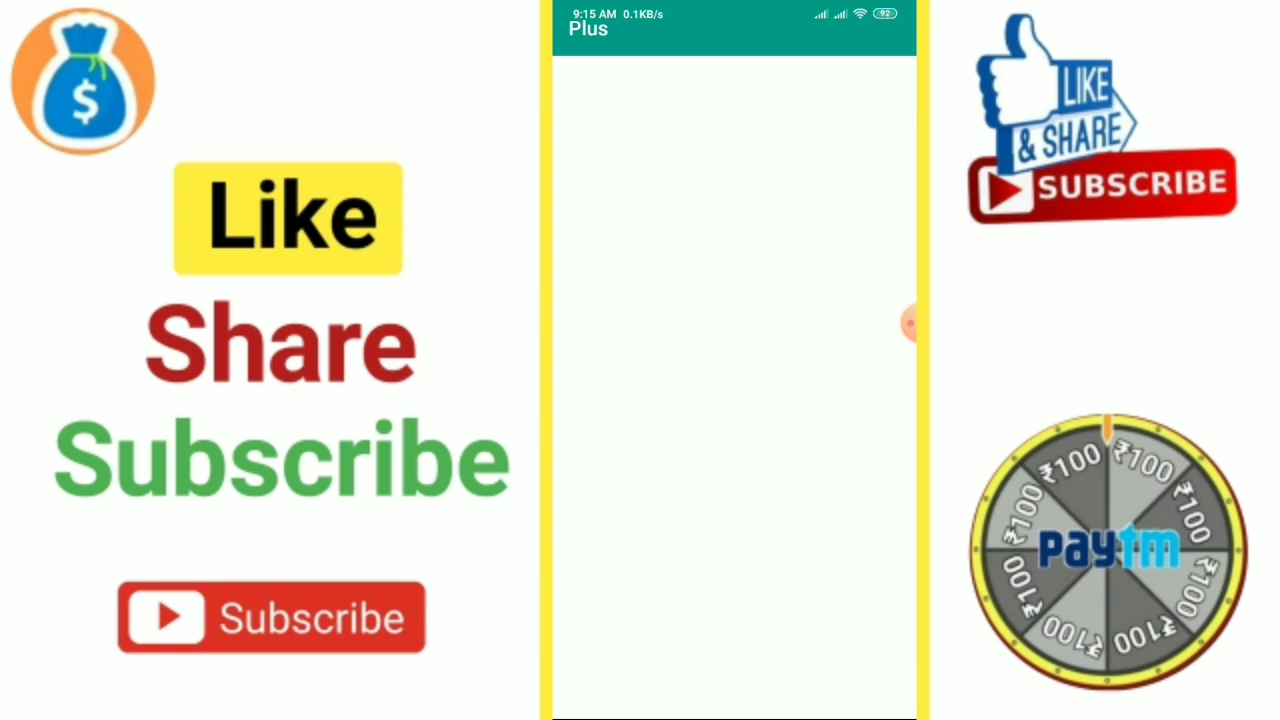 $
Like
Share
Subscribe
Subscribe
9:15 AM 0.1KB/s
92
Plus
LIKE
& SHARE
SUBSCRIBE
₹100
₹100
₹100
₹100
₹100
₹100
₹100
₹100
paytm